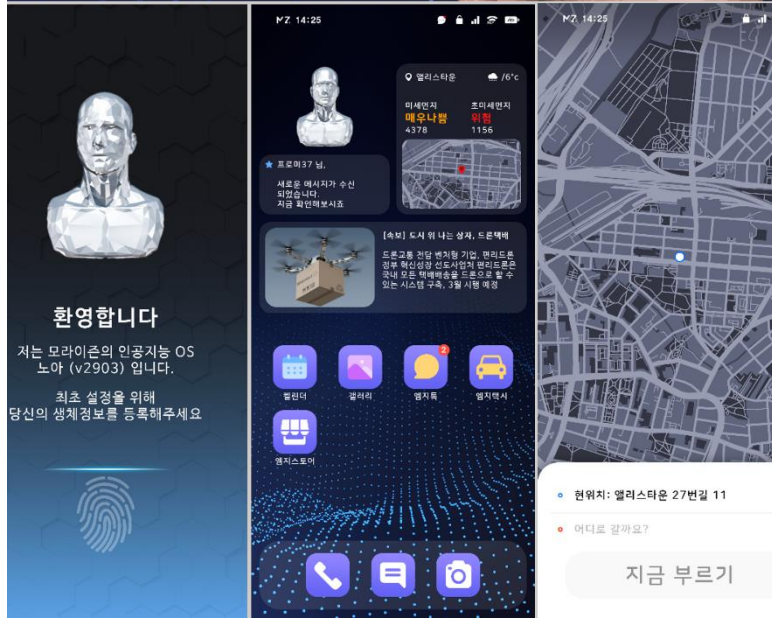 환영합니다
저는 모라이즌의 인공지능 OS
노아 (v2903) 입니다.
최초 설정을 위해
당신의 생체정보를 등록해주세요
MZ 14:25
앨리스타운
/6°c
미세먼지
초미세먼지
매우나쁨
위험
4378
1156
프로머37 님,
새로운 메시지가 수신
되었습니다.
지금 확인해보시죠
[속보] 도시 위 나는 상자, 드론택배
드론교통 전담 벤처형 기업, 편리드론
정부 혁신성장 선도사업처 편리드론은
국내 모든 택배배송을 드론으로 할 수
있는 시스템 구축, 3월 시행 예정
2
캘린더
갤러리
엠지톡
엠지택시
엠지스토어
MZ 14:25
현위치: 앨리스타운 27번길 11
어디로 갈까요?
지금 부르기